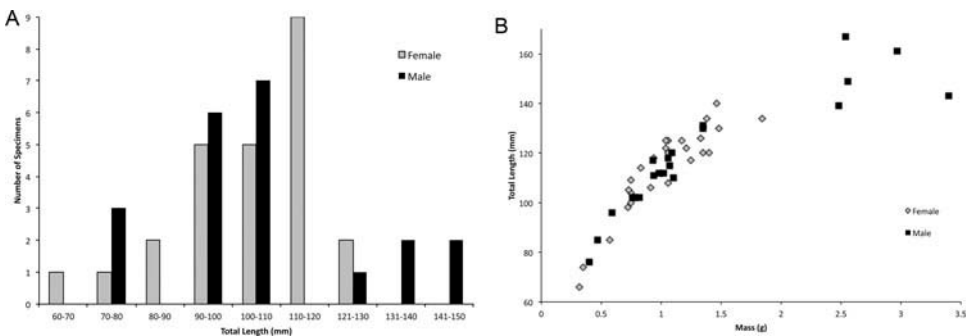 A
9
8
7
6
5
4
3
2
1
0
Number of Specimens
Female
Male
60-70 70-80 80-90 90-100 100-110 110-120 121-130 131-140 141-150
Total Length (mm)
B
160
140
120
100
80
60
Total Length (mm)
Female
Male
0 0.5 1 1.5 2 2.5 3 3.5
Mass (g)